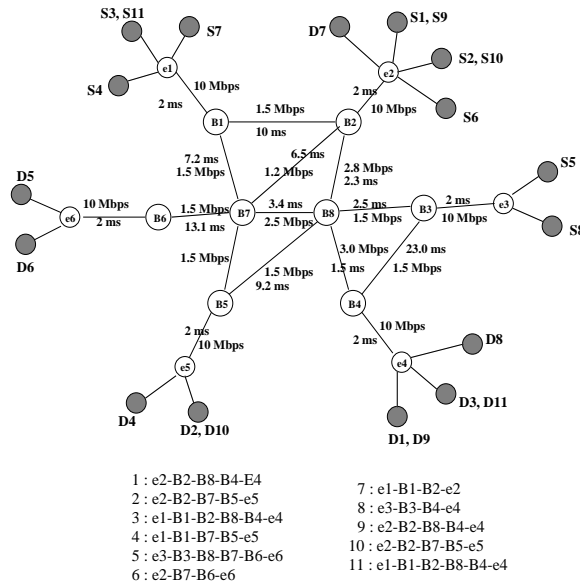 S3, S11
S7
S4
e1
10 Mbps
2 ms
D7
S1, S9
S2, S10
S6
e2
2 ms
10 Mbps
B1
1.5 Mbps
10 ms
B2
7.2 ms
1.5 Mbps
6.5 ms
1.2 Mbps
2.8 Mbps
2.3 ms
D5
D6
e6
10 Mbps
2 ms
B6
1.5 Mbps
13.1 ms
B7
3.4 ms
2.5 Mbps
B8
2.5 ms
1.5 Mbps
B3
2 ms
10 Mbps
e3
S5
S8
1.5 Mbps
1.5 Mbps
9.2 ms
3.0 Mbps
1.5 ms
23.0 ms
1.5 Mbps
B5
B4
2 ms
10 Mbps
e5
D4
D2, D10
10 Mbps
2 ms
e4
D8
D3, D11
D1, D9
1 : e2-B2-B8-B4-E4
2 : e2-B2-B7-B5-e5
3 : e1-B1-B2-B8-B4-e4
4 : e1-B1-B7-B5-e5
5 : e3-B3-B8-B7-B6-e6
6 : e2-B7-B6-e6
7 : e1-B1-B2-e2
8 : e3-B3-B4-e4
9 : e2-B2-B8-B4-e4
10 : e2-B2-B7-B5-e5
11 : e1-B1-B2-B8-B4-e4